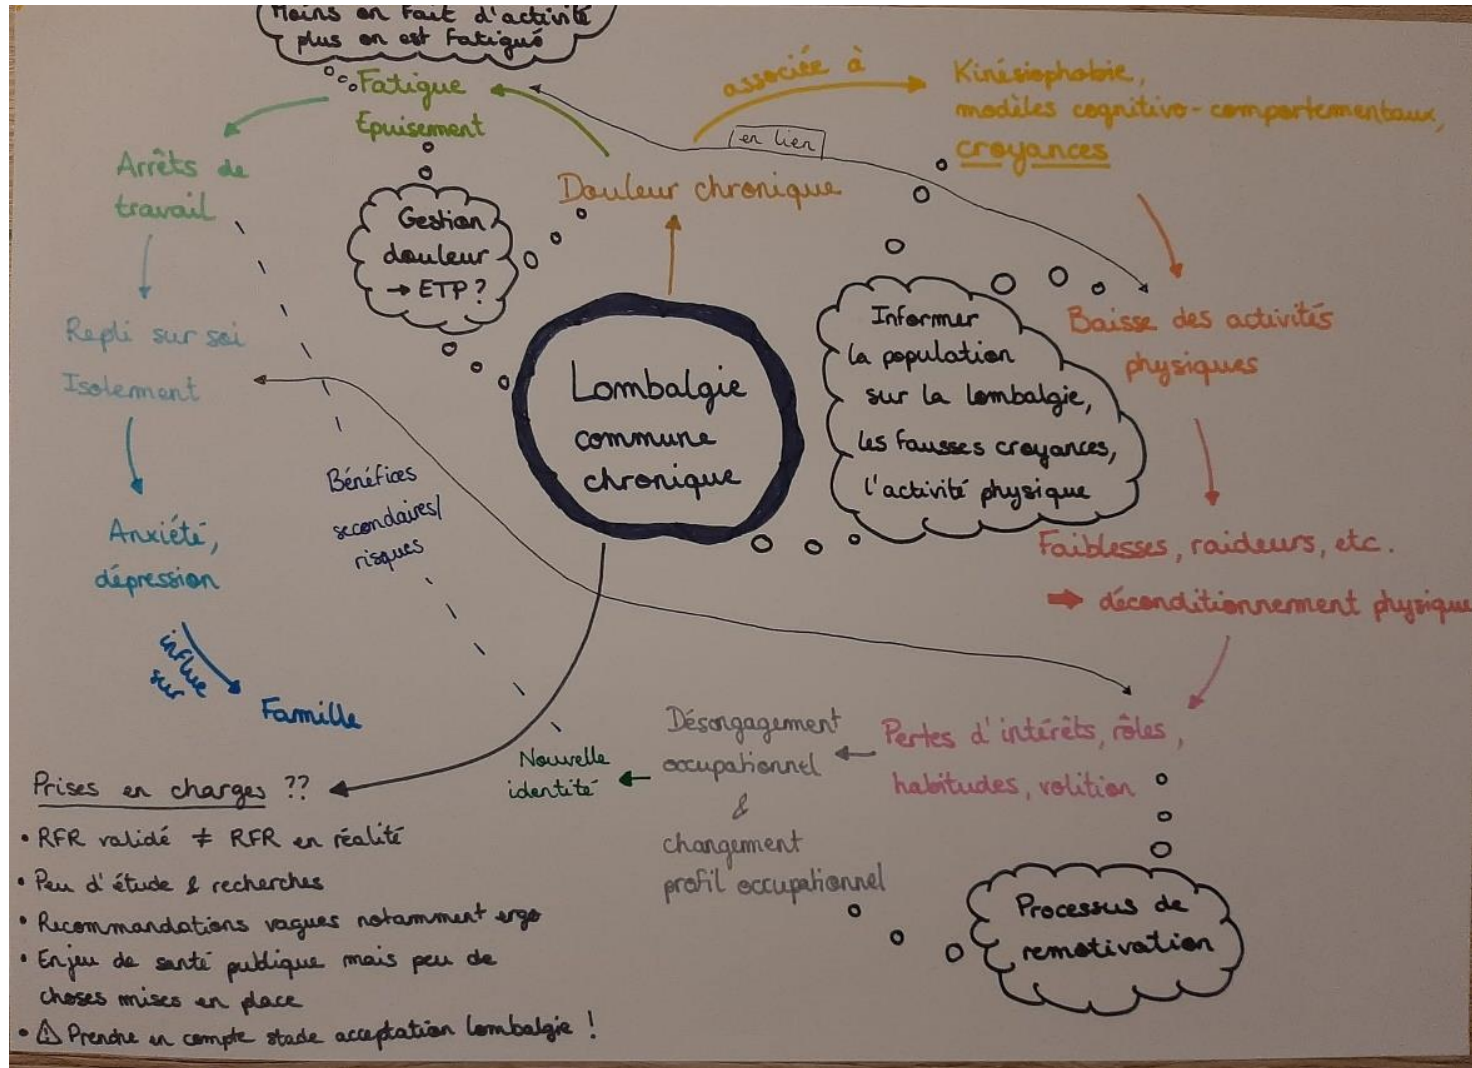 Moins on fait d'activité
plus on est fatigué
Fatigue
Epuisement
associée à
Kinésiophobie,
modèles cognitivo-comportementaux,
croyances
en lien
Arrêts de
travail
Douleur chronique
Gestion
douleur
→ ETP ?
Repli sur soi
Isolement
Lombalgie
commune
chronique
Informer
la population
sur la lombalgie,
les fausses croyances,
l'activité physique
Baisse des activités
physiques
Bénéfices
secondaires/
risques
Anxiété,
dépression
Faiblesses, raideurs, etc.
➡ déconditionnement physique
influe
sur
Famille
Pertes d'intérêts, rôles,
habitudes, volition
Désengagement
occupationnel
&
changement
profil occupationnel
Nouvelle
identité
Processus de
remotivation
Prises en charges ??
• RFR validé ≠ RFR en réalité
• Peu d'étude & recherches
• Recommandations vagues notamment ergo
• Enjeu de santé publique mais peu de
choses mises en place
• ⚠ Prendre en compte stade acceptation lombalgie !